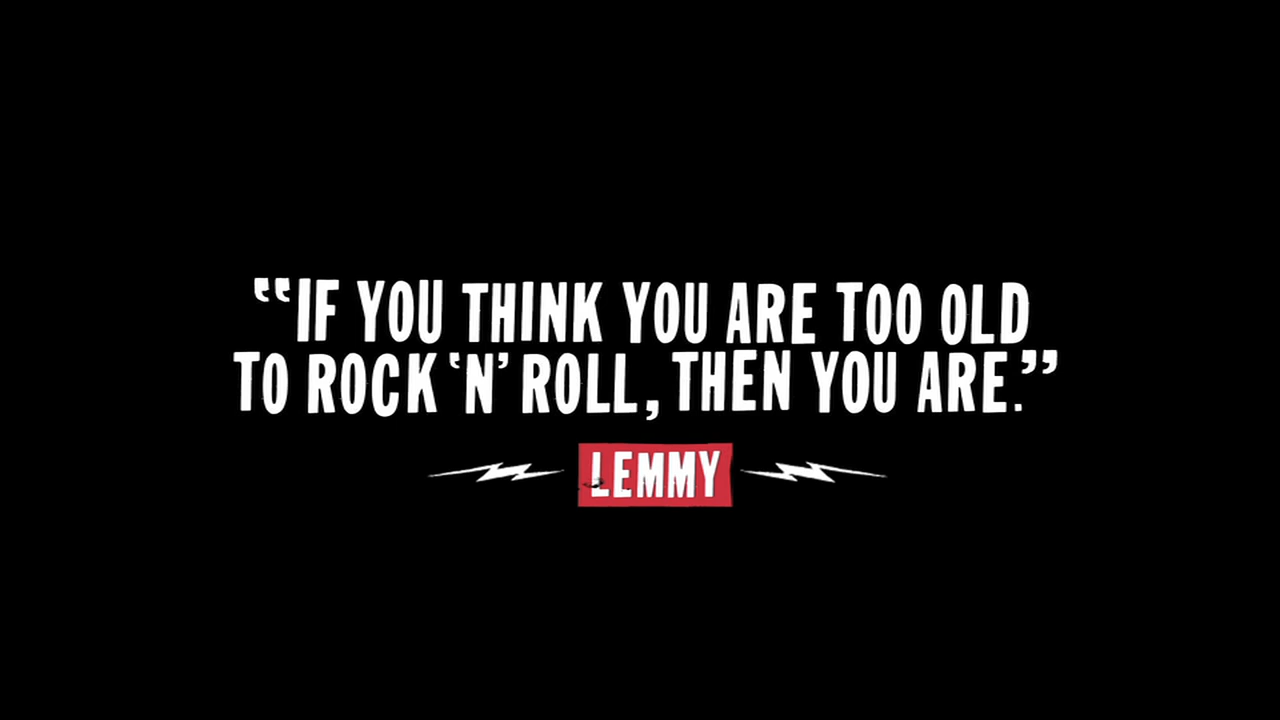 “IF YOU THINK YOU ARE TOO OLD
TO ROCK ‘N’ ROLL, THEN YOU ARE.”
LEMMY